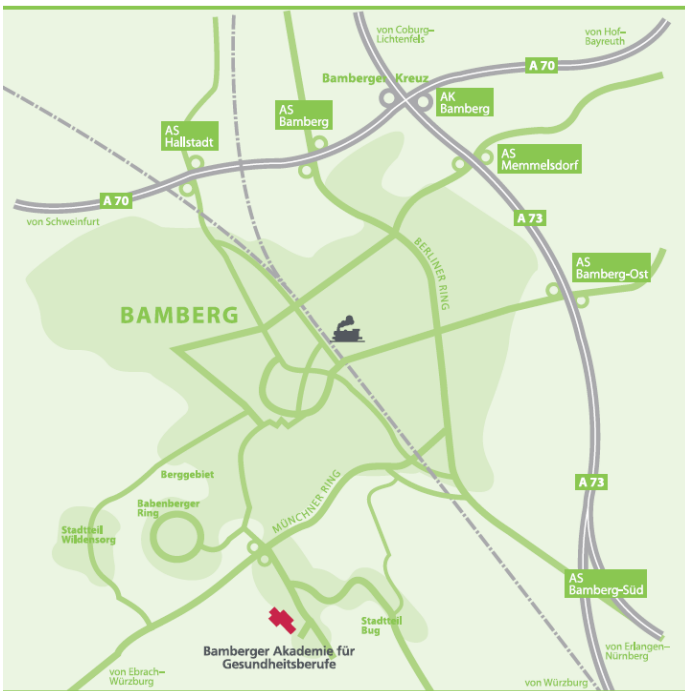 von Coburg–
Lichtenfels
von Hof–
Bayreuth
A 70
Bamberger Kreuz
AK
Bamberg
AS
Bamberg
AS
Hallstadt
AS
Memmelsdorf
A 70
von Schweinfurt
A 73
BERLINER RING
AS
Bamberg-Ost
BAMBERG
Berggebiet
A 73
MÜNCHNER RING
Babenberger
Ring
Stadtteil
Wildensorg
AS
Bamberg-Süd
Stadtteil
Bug
Bamberger Akademie für
Gesundheitsberufe
von Erlangen–
Nürnberg
von Ebrach–
Würzburg
von Würzburg